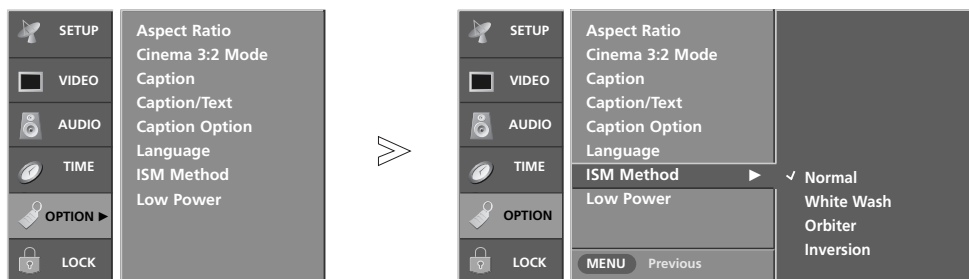 SETUP
VIDEO
AUDIO
TIME
OPTION ►
LOCK
Aspect Ratio
Cinema 3:2 Mode
Caption
Caption/Text
Caption Option
Language
ISM Method
Low Power
SETUP
VIDEO
AUDIO
TIME
OPTION
LOCK
Aspect Ratio
Cinema 3:2 Mode
Caption
Caption/Text
Caption Option
Language
ISM Method ►
Low Power
MENU Previous
✓ Normal
White Wash
Orbiter
Inversion